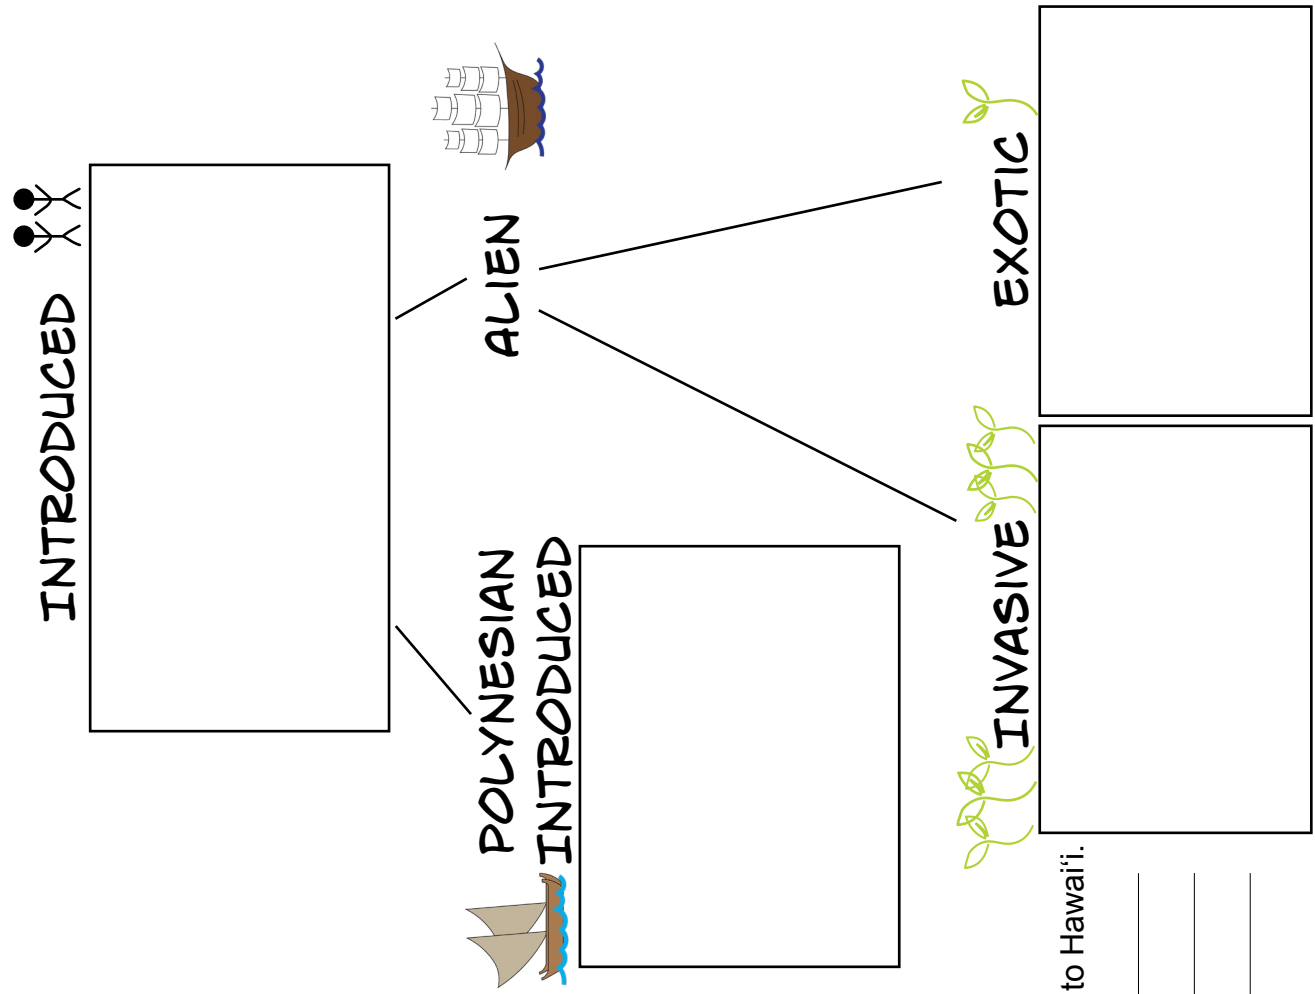 INTRODUCED
ALIEN
POLYNESIAN
INTRODUCED
EXOTIC
INVASIVE
to Hawaiʻi.